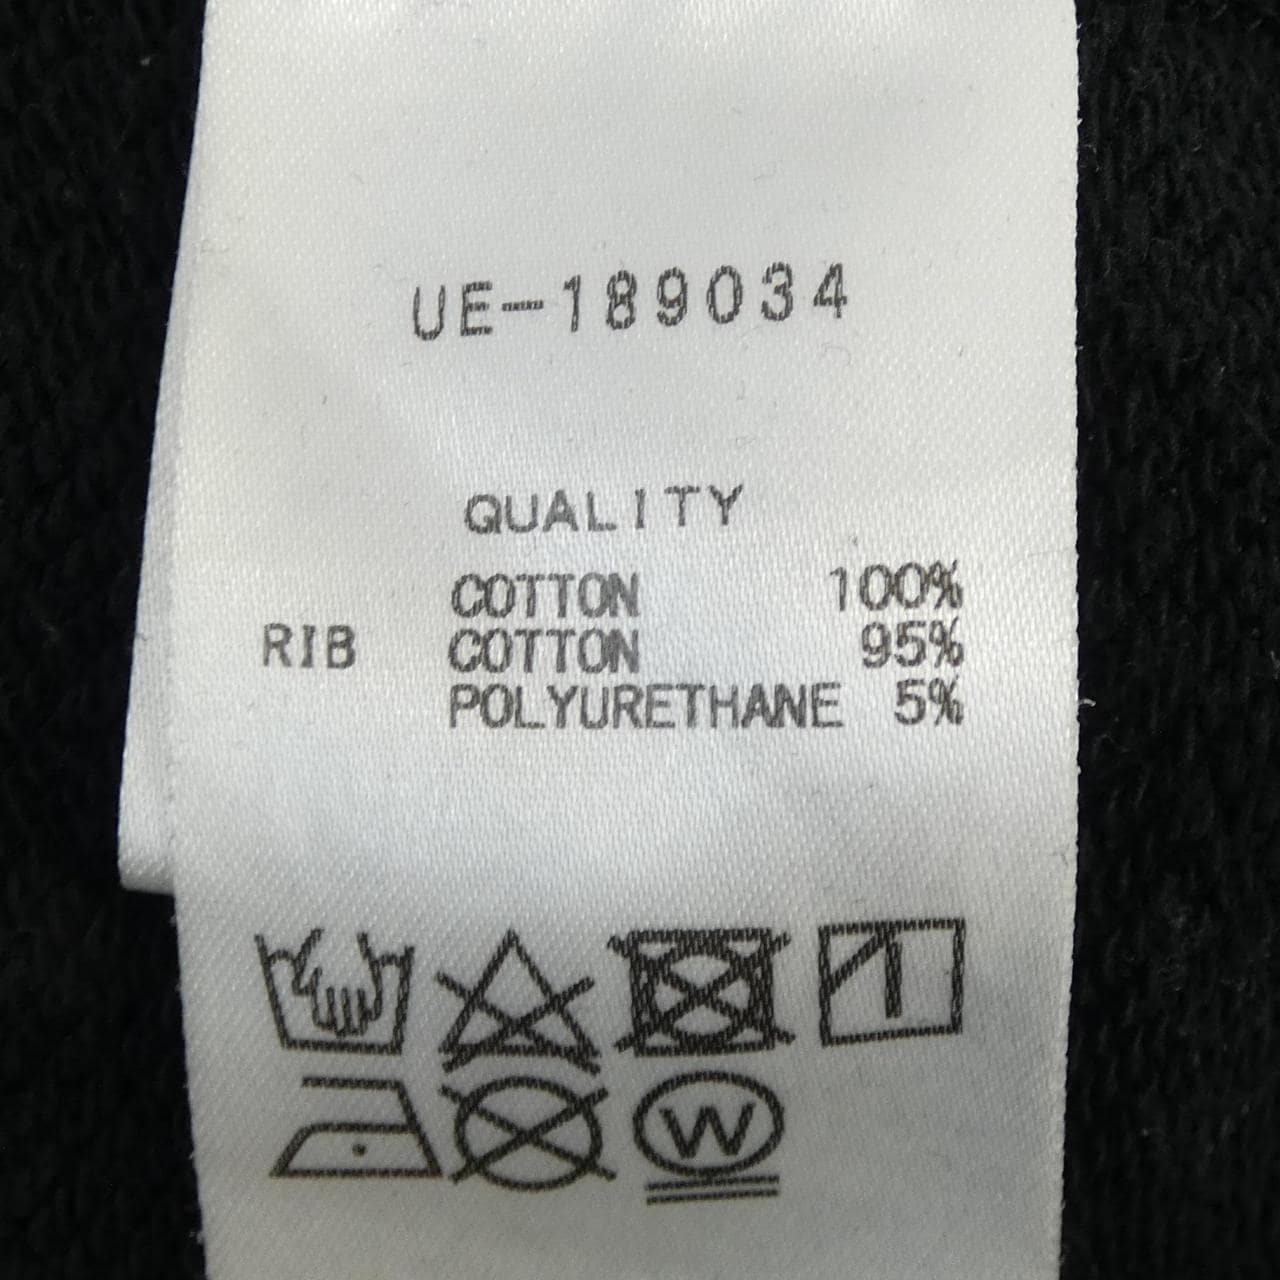 UE-189034
QUALITY
COTTON 100%
RIB COTTON 95%
POLYURETHANE 5%
W